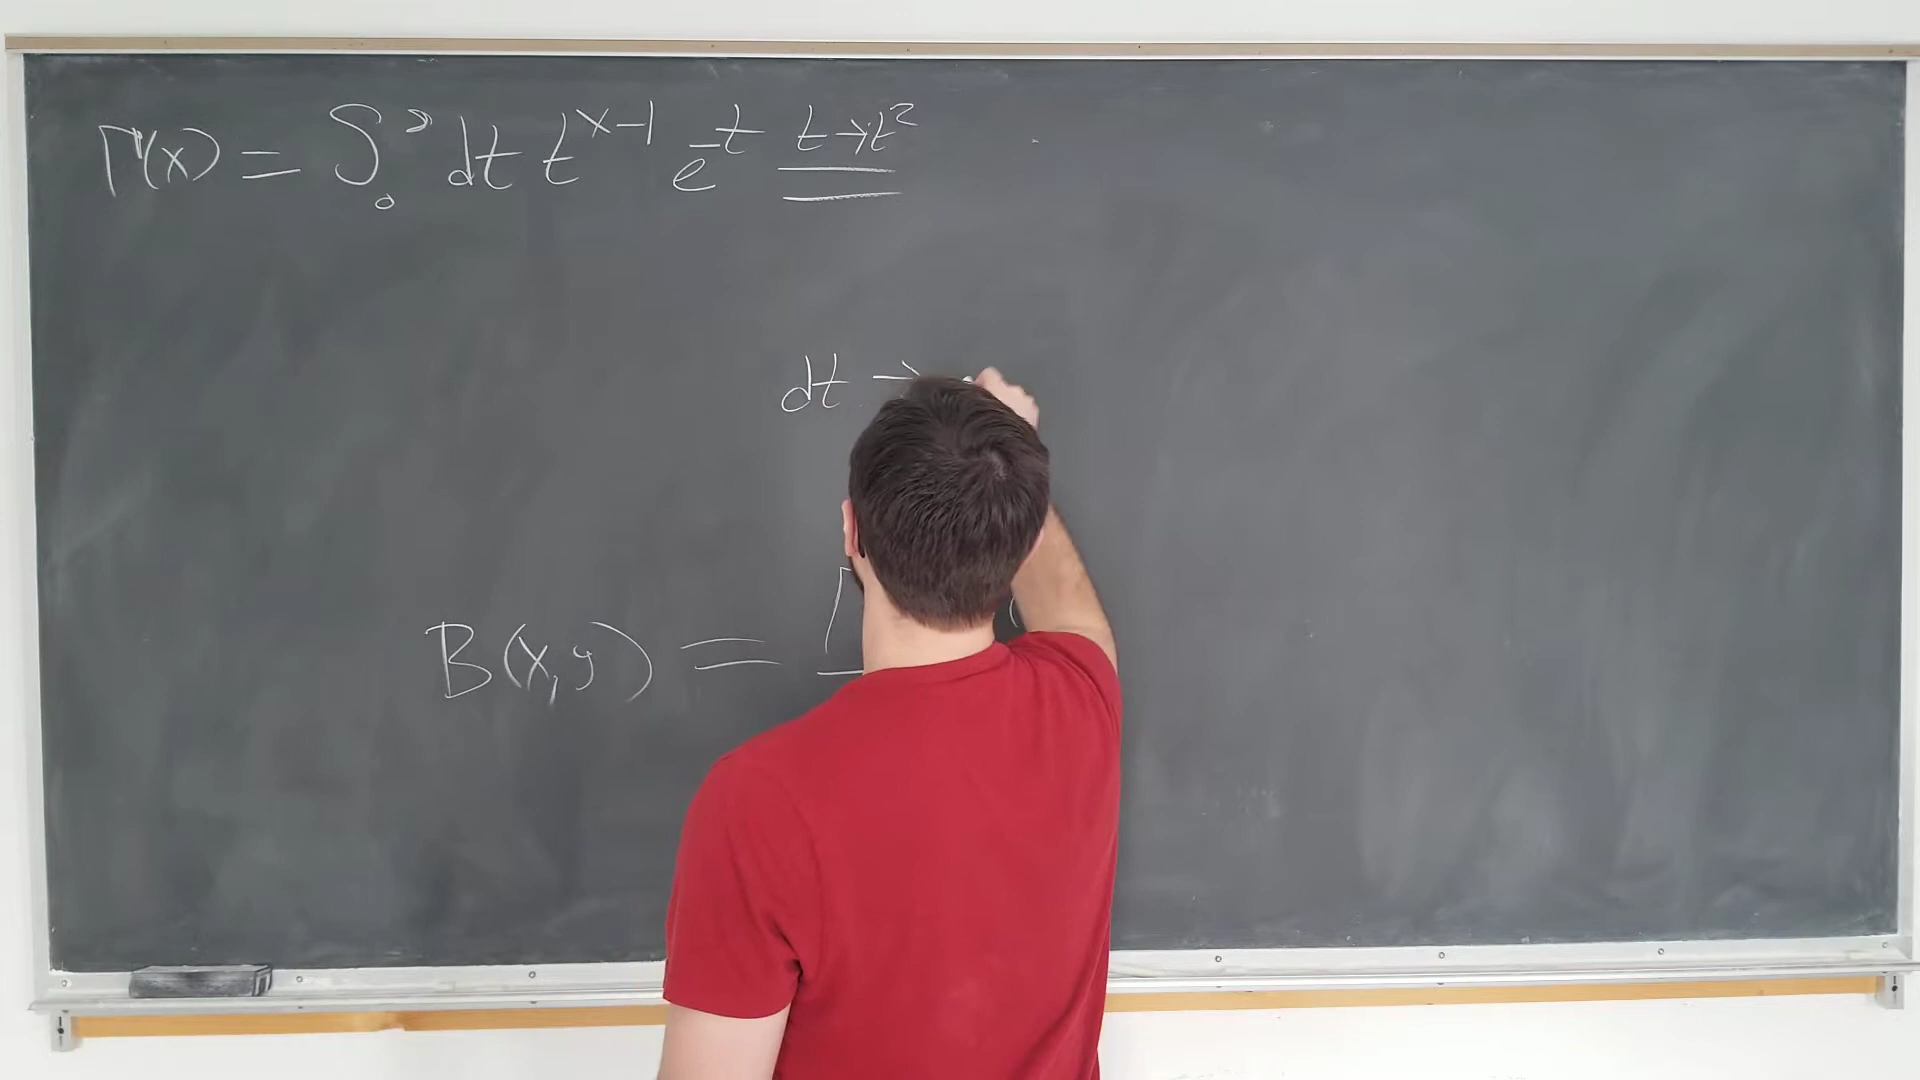 Γ(x) = ∫₀^∞ dt t^(x-1) e^(-t) t→t²
dt →
B(x,y) = Γ